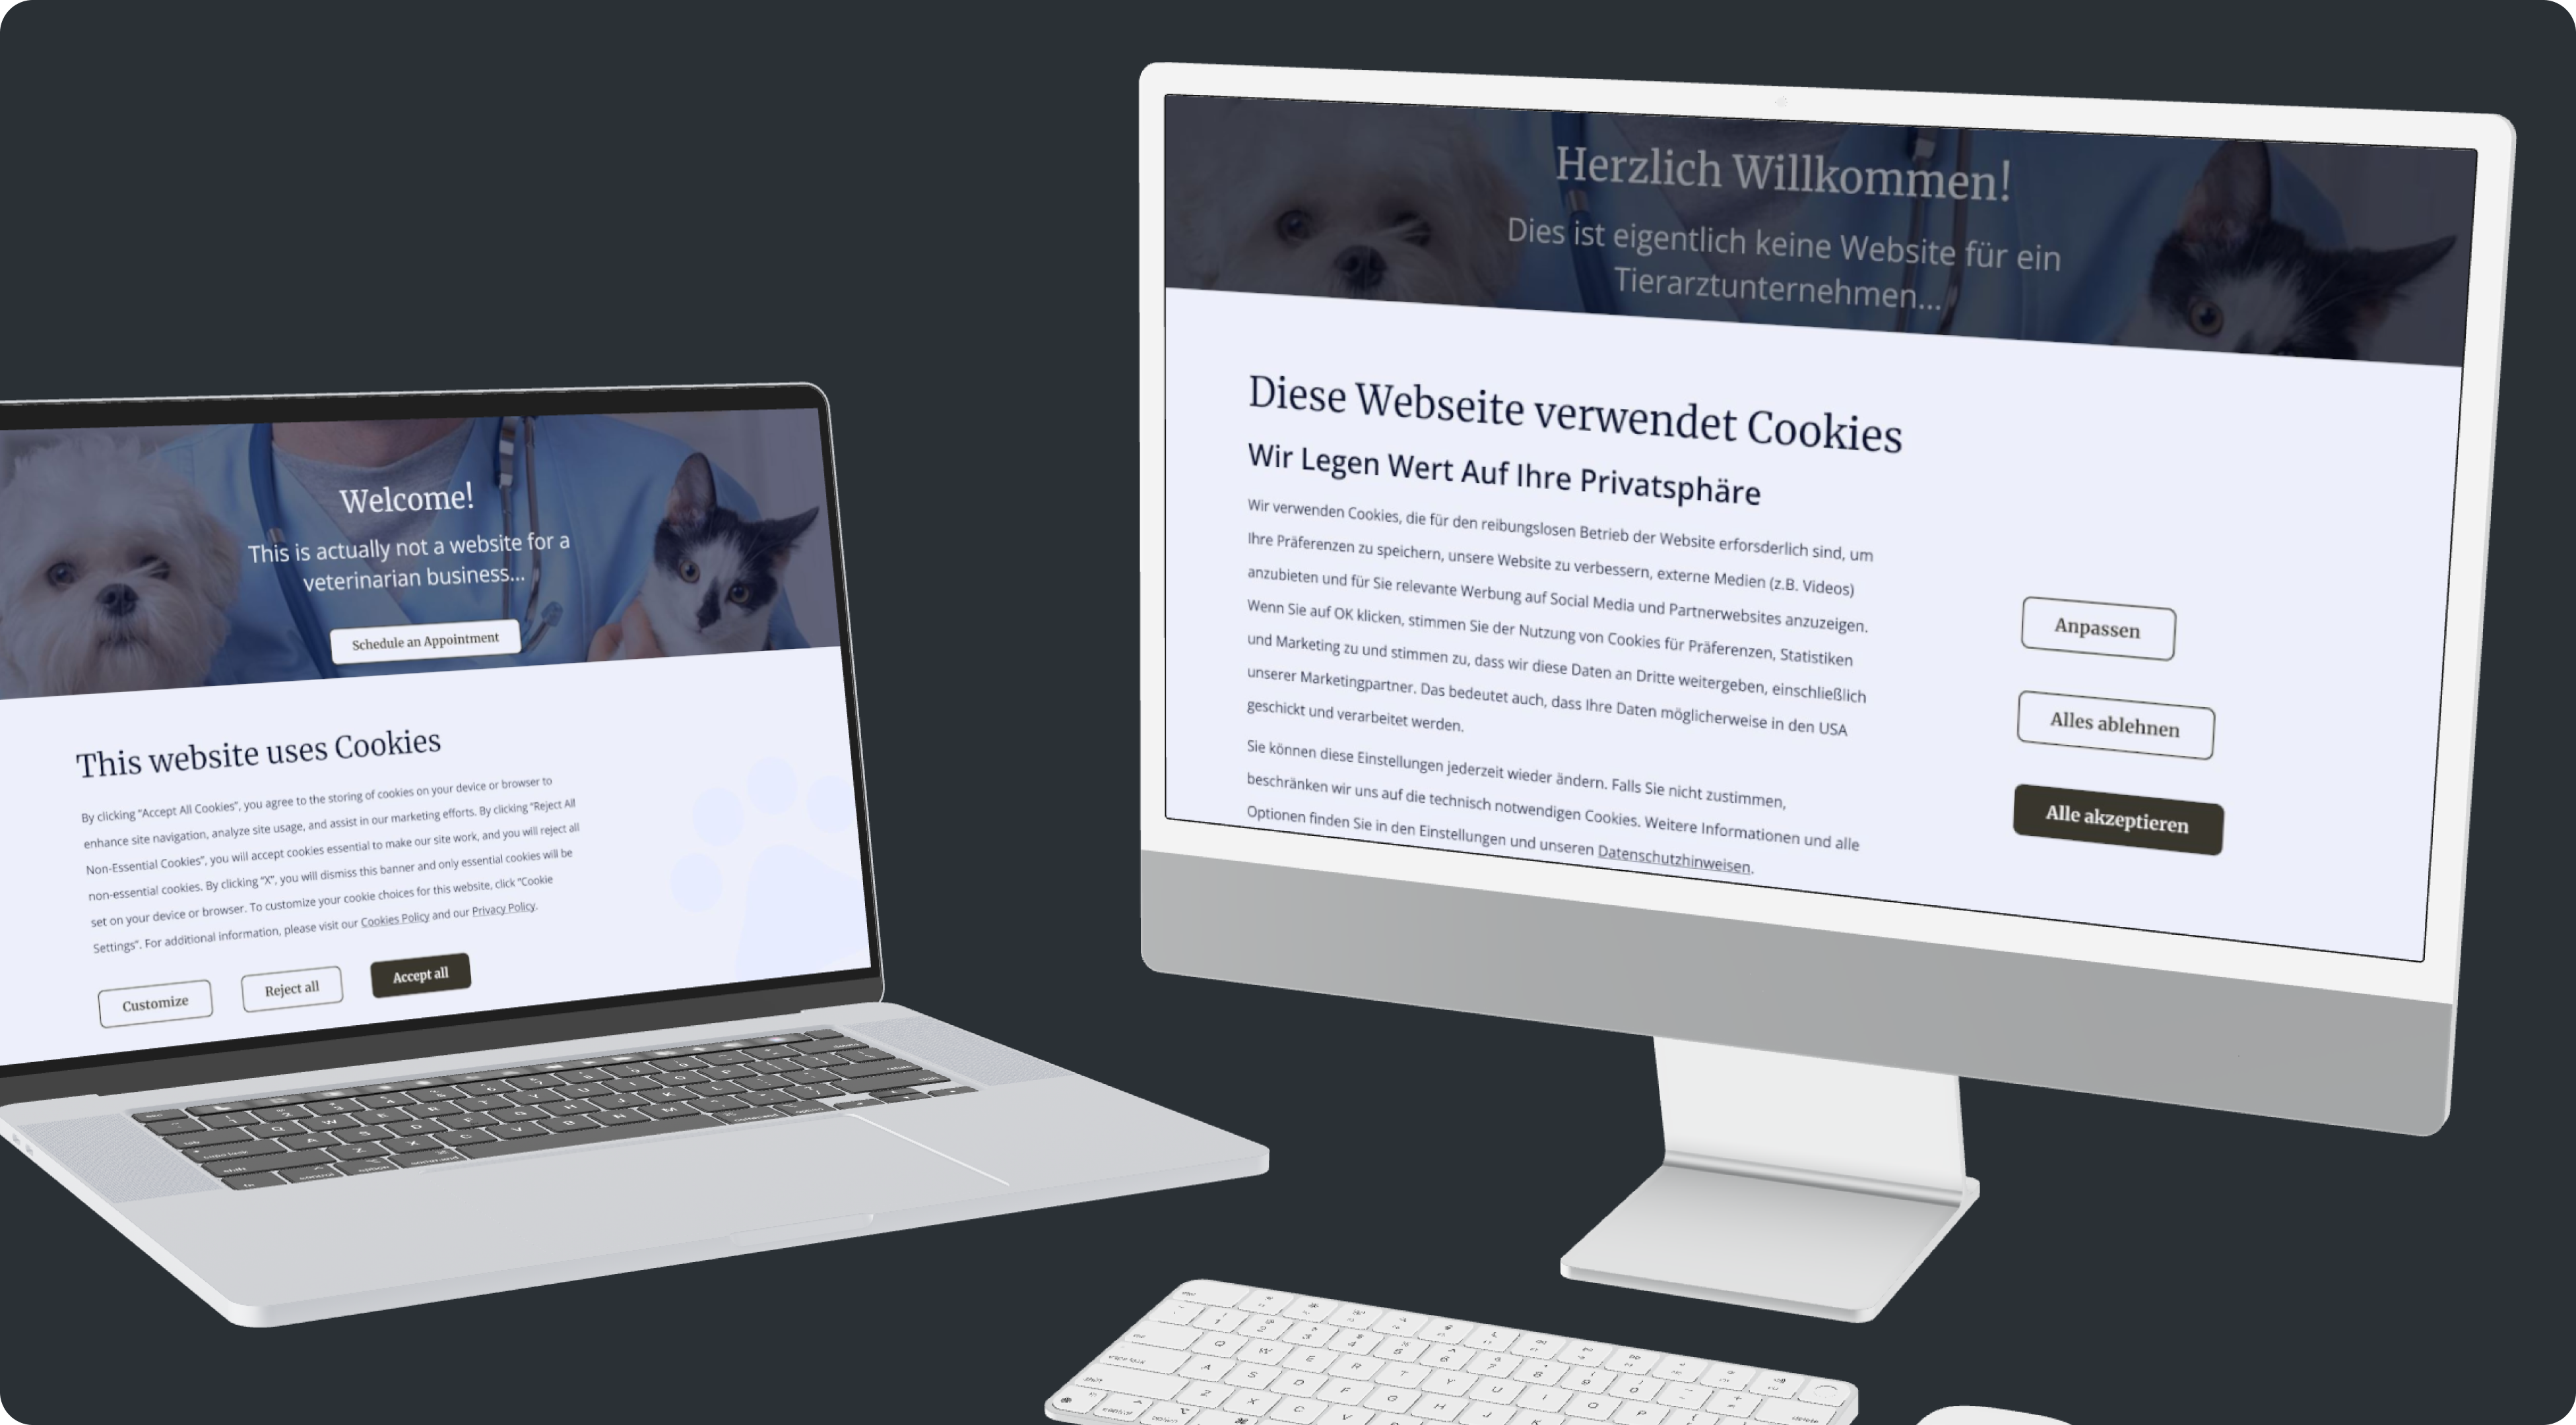 Welcome!
This is actually not a website for a
veterinarian business...
Schedule an Appointment
This website uses Cookies
By clicking “Accept All Cookies”, you agree to the storing of cookies on your device or browser to
enhance site navigation, analyze site usage, and assist in our marketing efforts. By clicking “Reject All
Non-Essential Cookies”, you will accept cookies essential to make our site work, and you will reject all
non-essential cookies. By clicking “X”, you will dismiss this banner and only essential cookies will be
set on your device or browser. To customize your cookie choices for this website, click “Cookie
Settings”. For additional information, please visit our Cookies Policy and our Privacy Policy.
Customize
Reject all
Accept all
Herzlich Willkommen!
Dies ist eigentlich keine Website für ein
Tierarztunternehmen...
Diese Webseite verwendet Cookies
Wir Legen Wert Auf Ihre Privatsphäre
Wir verwenden Cookies, die für den reibungslosen Betrieb der Website erforsderlich sind, um
Ihre Präferenzen zu speichern, unsere Website zu verbessern, externe Medien (z.B. Videos)
anzubieten und für Sie relevante Werbung auf Social Media und Partnerwebsites anzuzeigen.
Wenn Sie auf OK klicken, stimmen Sie der Nutzung von Cookies für Präferenzen, Statistiken
und Marketing zu und stimmen zu, dass wir diese Daten an Dritte weitergeben, einschließlich
unserer Marketingpartner. Das bedeutet auch, dass Ihre Daten möglicherweise in den USA
geschickt und verarbeitet werden.
Sie können diese Einstellungen jederzeit wieder ändern. Falls Sie nicht zustimmen,
beschränken wir uns auf die technisch notwendigen Cookies. Weitere Informationen und alle
Optionen finden Sie in den Einstellungen und unseren Datenschutzhinweisen.
Anpassen
Alles ablehnen
Alle akzeptieren